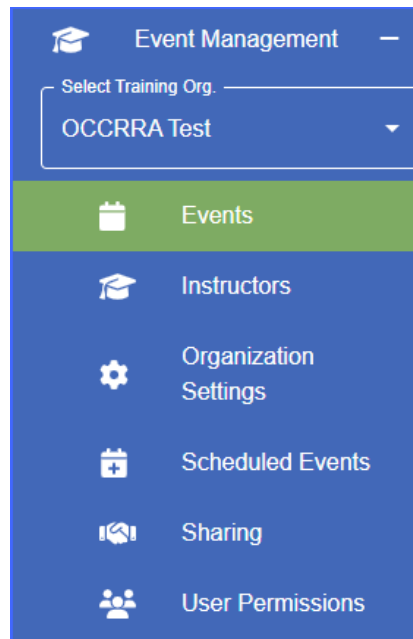 Event Management
Select Training Org.
OCCRRA Test
Events
Instructors
Organization
Settings
Scheduled Events
Sharing
User Permissions